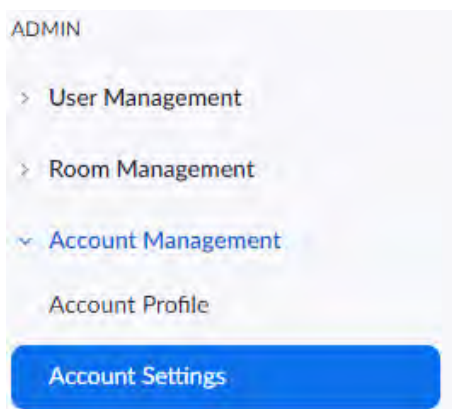 ADMIN
User Management
Room Management
Account Management
Account Profile
Account Settings